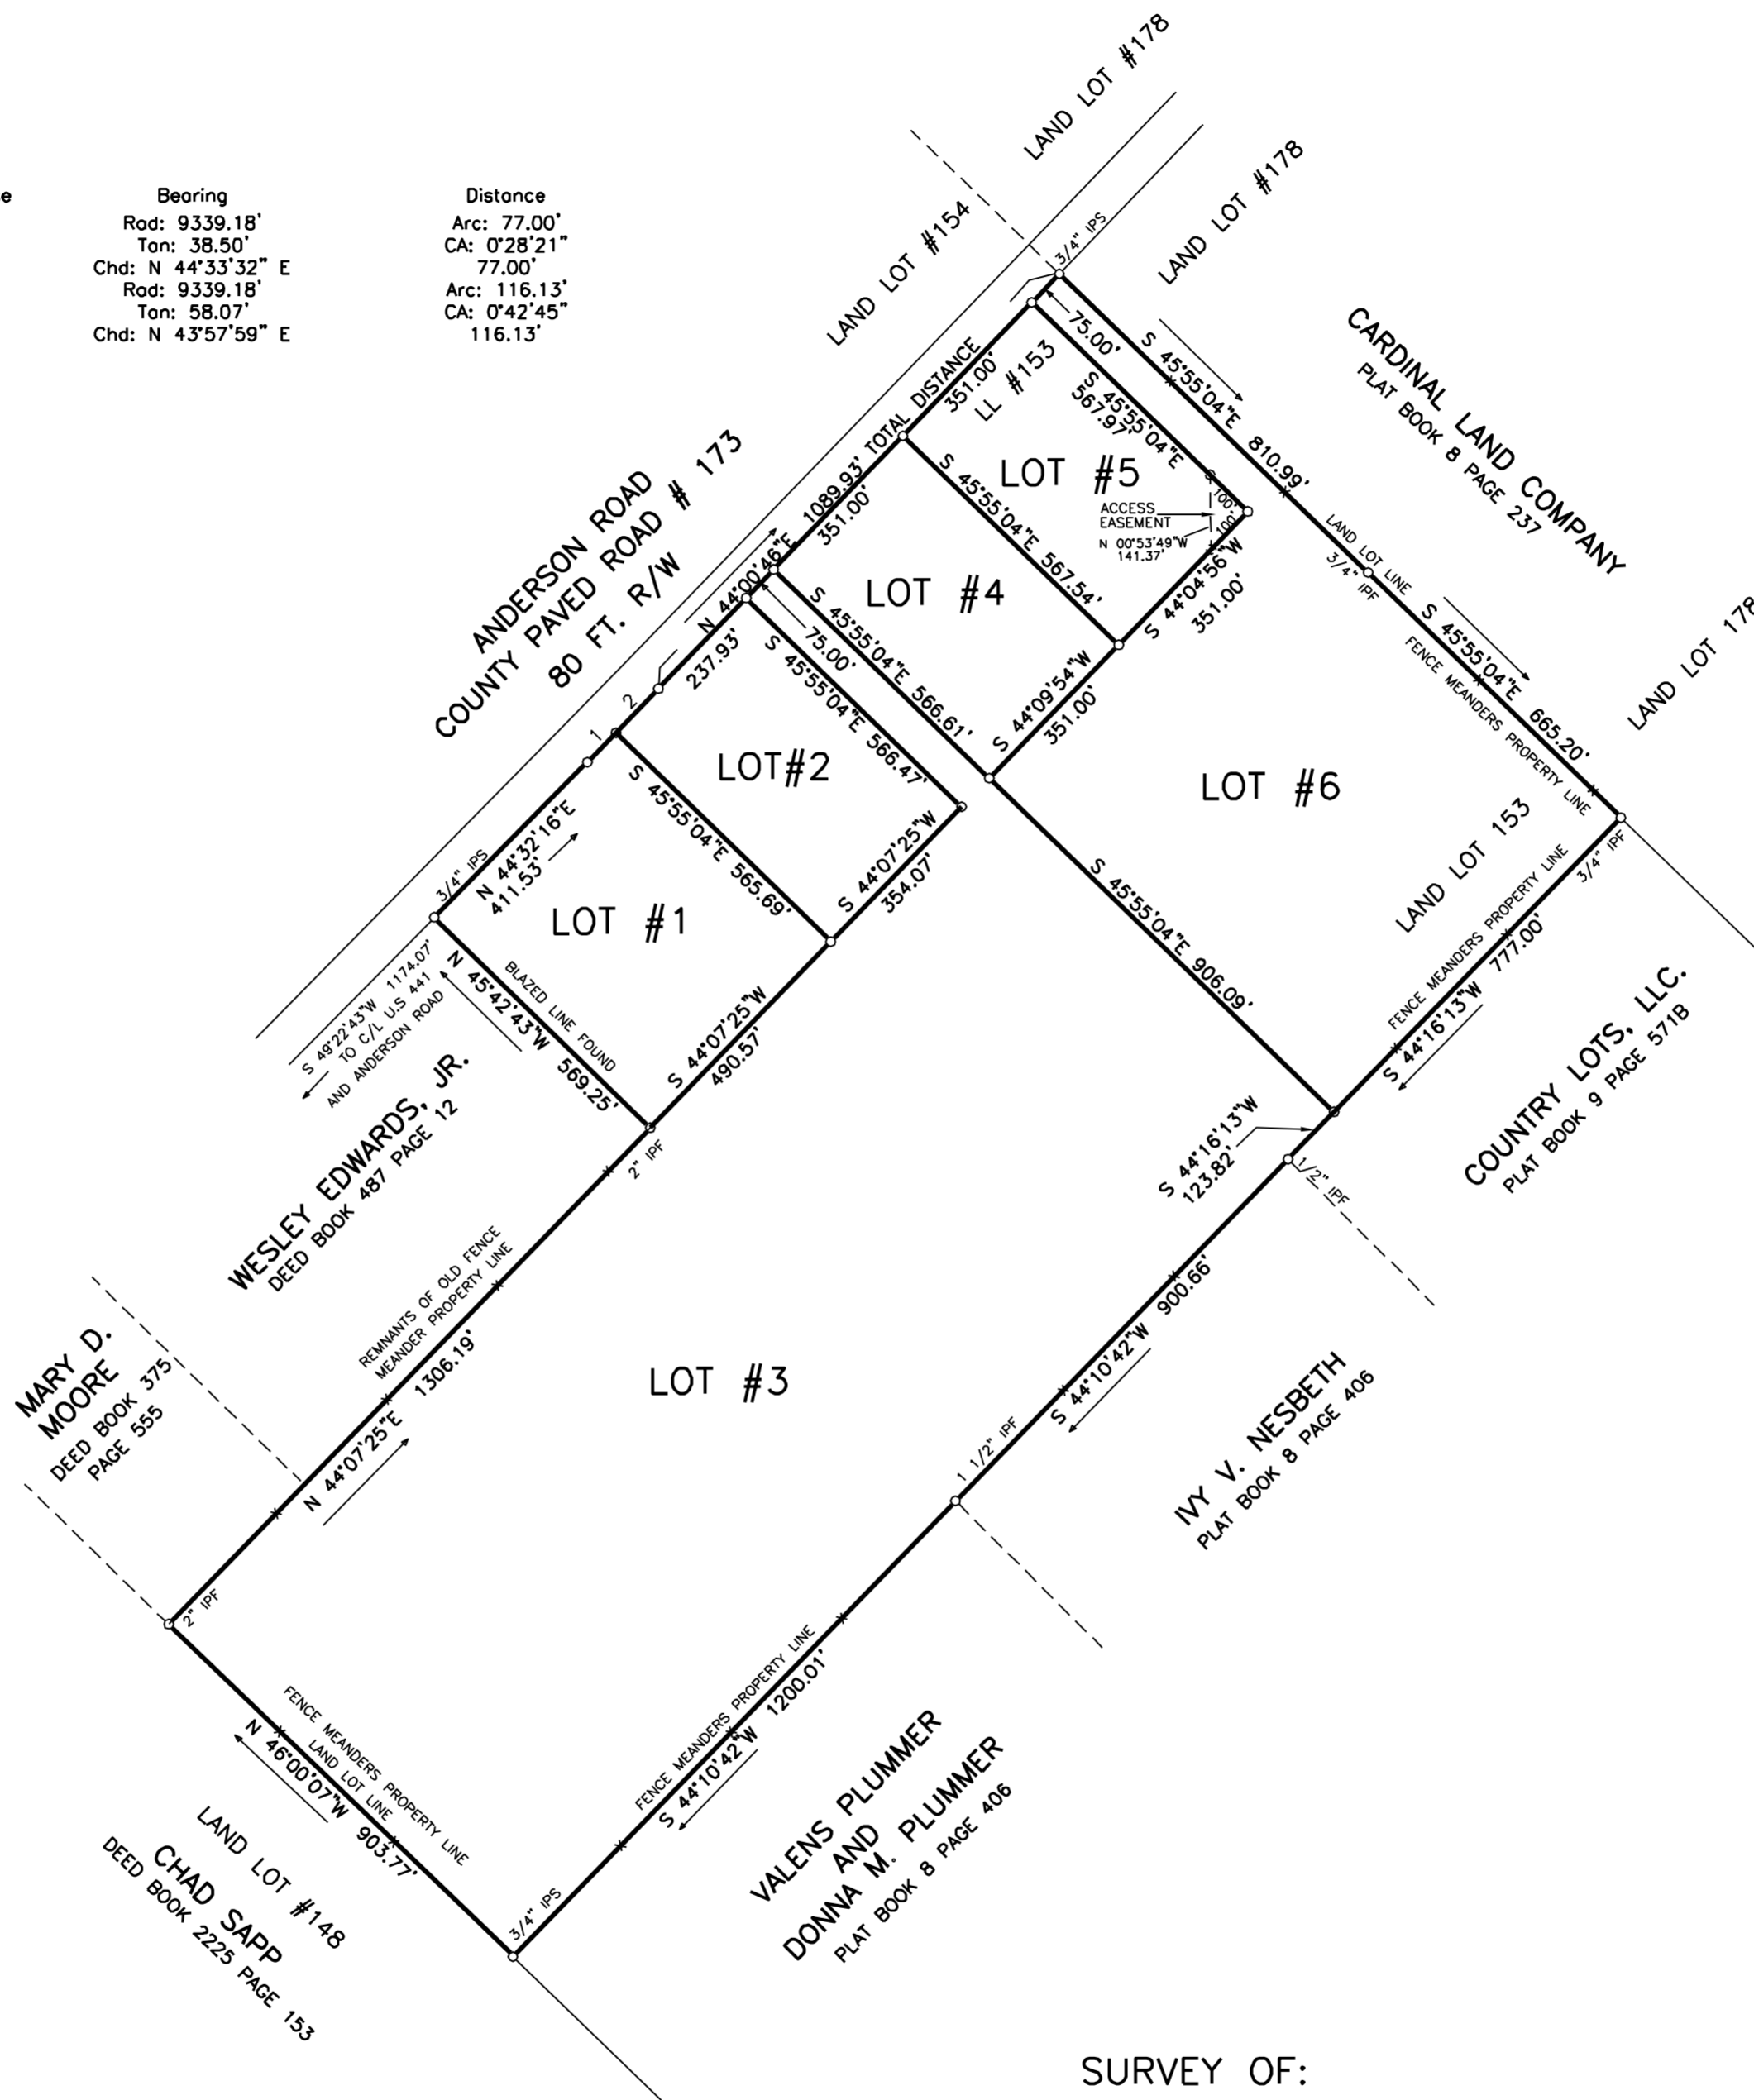 e
Bearing
Distance
Rad: 9339.18'
Arc: 77.00'
Tan: 38.50'
CA: 0°28'21"
Chd: N 44°33'32" E
77.00'
Rad: 9339.18'
Arc: 116.13'
Tan: 58.07'
CA: 0°42'45"
Chd: N 43°57'59" E
116.13'
LAND LOT #178
LAND LOT #154
3/4" IPS
LAND LOT #178
CARDINAL LAND COMPANY
PLAT BOOK 8 PAGE 237
75.00'
S 45°55'04"E 810.99'
LAND LOT LINE
3/4" IPF
S 45°55'04"E 665.20'
FENCE MEANDERS PROPERTY LINE
LAND LOT 178
ANDERSON ROAD
COUNTY PAVED ROAD # 173
80 FT. R/W
N 44°00'46"E 1089.93' TOTAL DISTANCE
351.00'
LL #153
S 45°55'04"E
567.97'
LOT #5
100'
100'
ACCESS
EASEMENT
N 00°53'49"W
141.37'
S 44°04'56"W
351.00'
351.00'
S 45°55'04"E 567.54'
LOT #4
S 44°09'54"W
351.00'
S 45°55'04"E 566.61'
75.00'
237.93'
S 45°55'04"E 566.47'
LOT#2
2
1
S 45°55'04"E 565.69'
S 44°07'25"W
354.07'
LOT #6
S 45°55'04"E 906.09'
LAND LOT 153
3/4" IPF
FENCE MEANDERS PROPERTY LINE
S 44°16'13"W 777.00'
COUNTRY LOTS, LLC.
PLAT BOOK 9 PAGE 571B
3/4" IPS
N 44°32'16"E
411.53'
LOT #1
BLAZED LINE FOUND
N 45°42'43"W 569.25'
S 44°07'25"W
490.57'
S 49°22'43"W 1174.07'
TO C/L U.S 441
AND ANDERSON ROAD
WESLEY EDWARDS, JR.
DEED BOOK 487 PAGE 12
2" IPF
S 44°16'13"W
123.82'
1/2" IPF
REMNANTS OF OLD FENCE
MEANDER PROPERTY LINE
N 44°07'25"E 1306.19'
MARY D.
MOORE
DEED BOOK 375
PAGE 555
LOT #3
S 44°10'42"W 900.66'
1 1/2" IPF
IVY V. NESBETH
PLAT BOOK 8 PAGE 406
2" IPF
FENCE MEANDERS PROPERTY LINE
LAND LOT LINE
N 46°00'07"W 903.77'
FENCE MEANDERS PROPERTY LINE
S 44°10'42"W 1200.01'
3/4" IPS
VALENS PLUMMER
AND
DONNA M. PLUMMER
PLAT BOOK 8 PAGE 406
LAND LOT #148
CHAD SAPP
DEED BOOK 2225 PAGE 153
SURVEY OF: